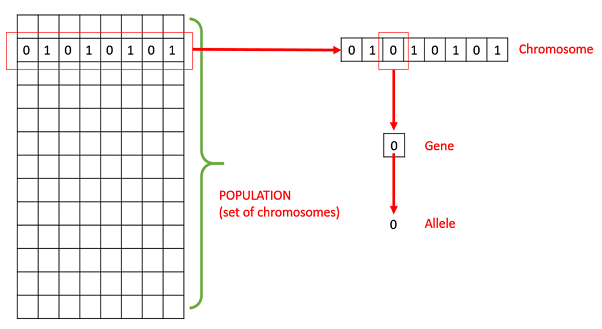 0 1 0 1 0 1 0 1
0 1 0 1 0 1 0 1 Chromosome
0 Gene
POPULATION
(set of chromosomes)
0 Allele